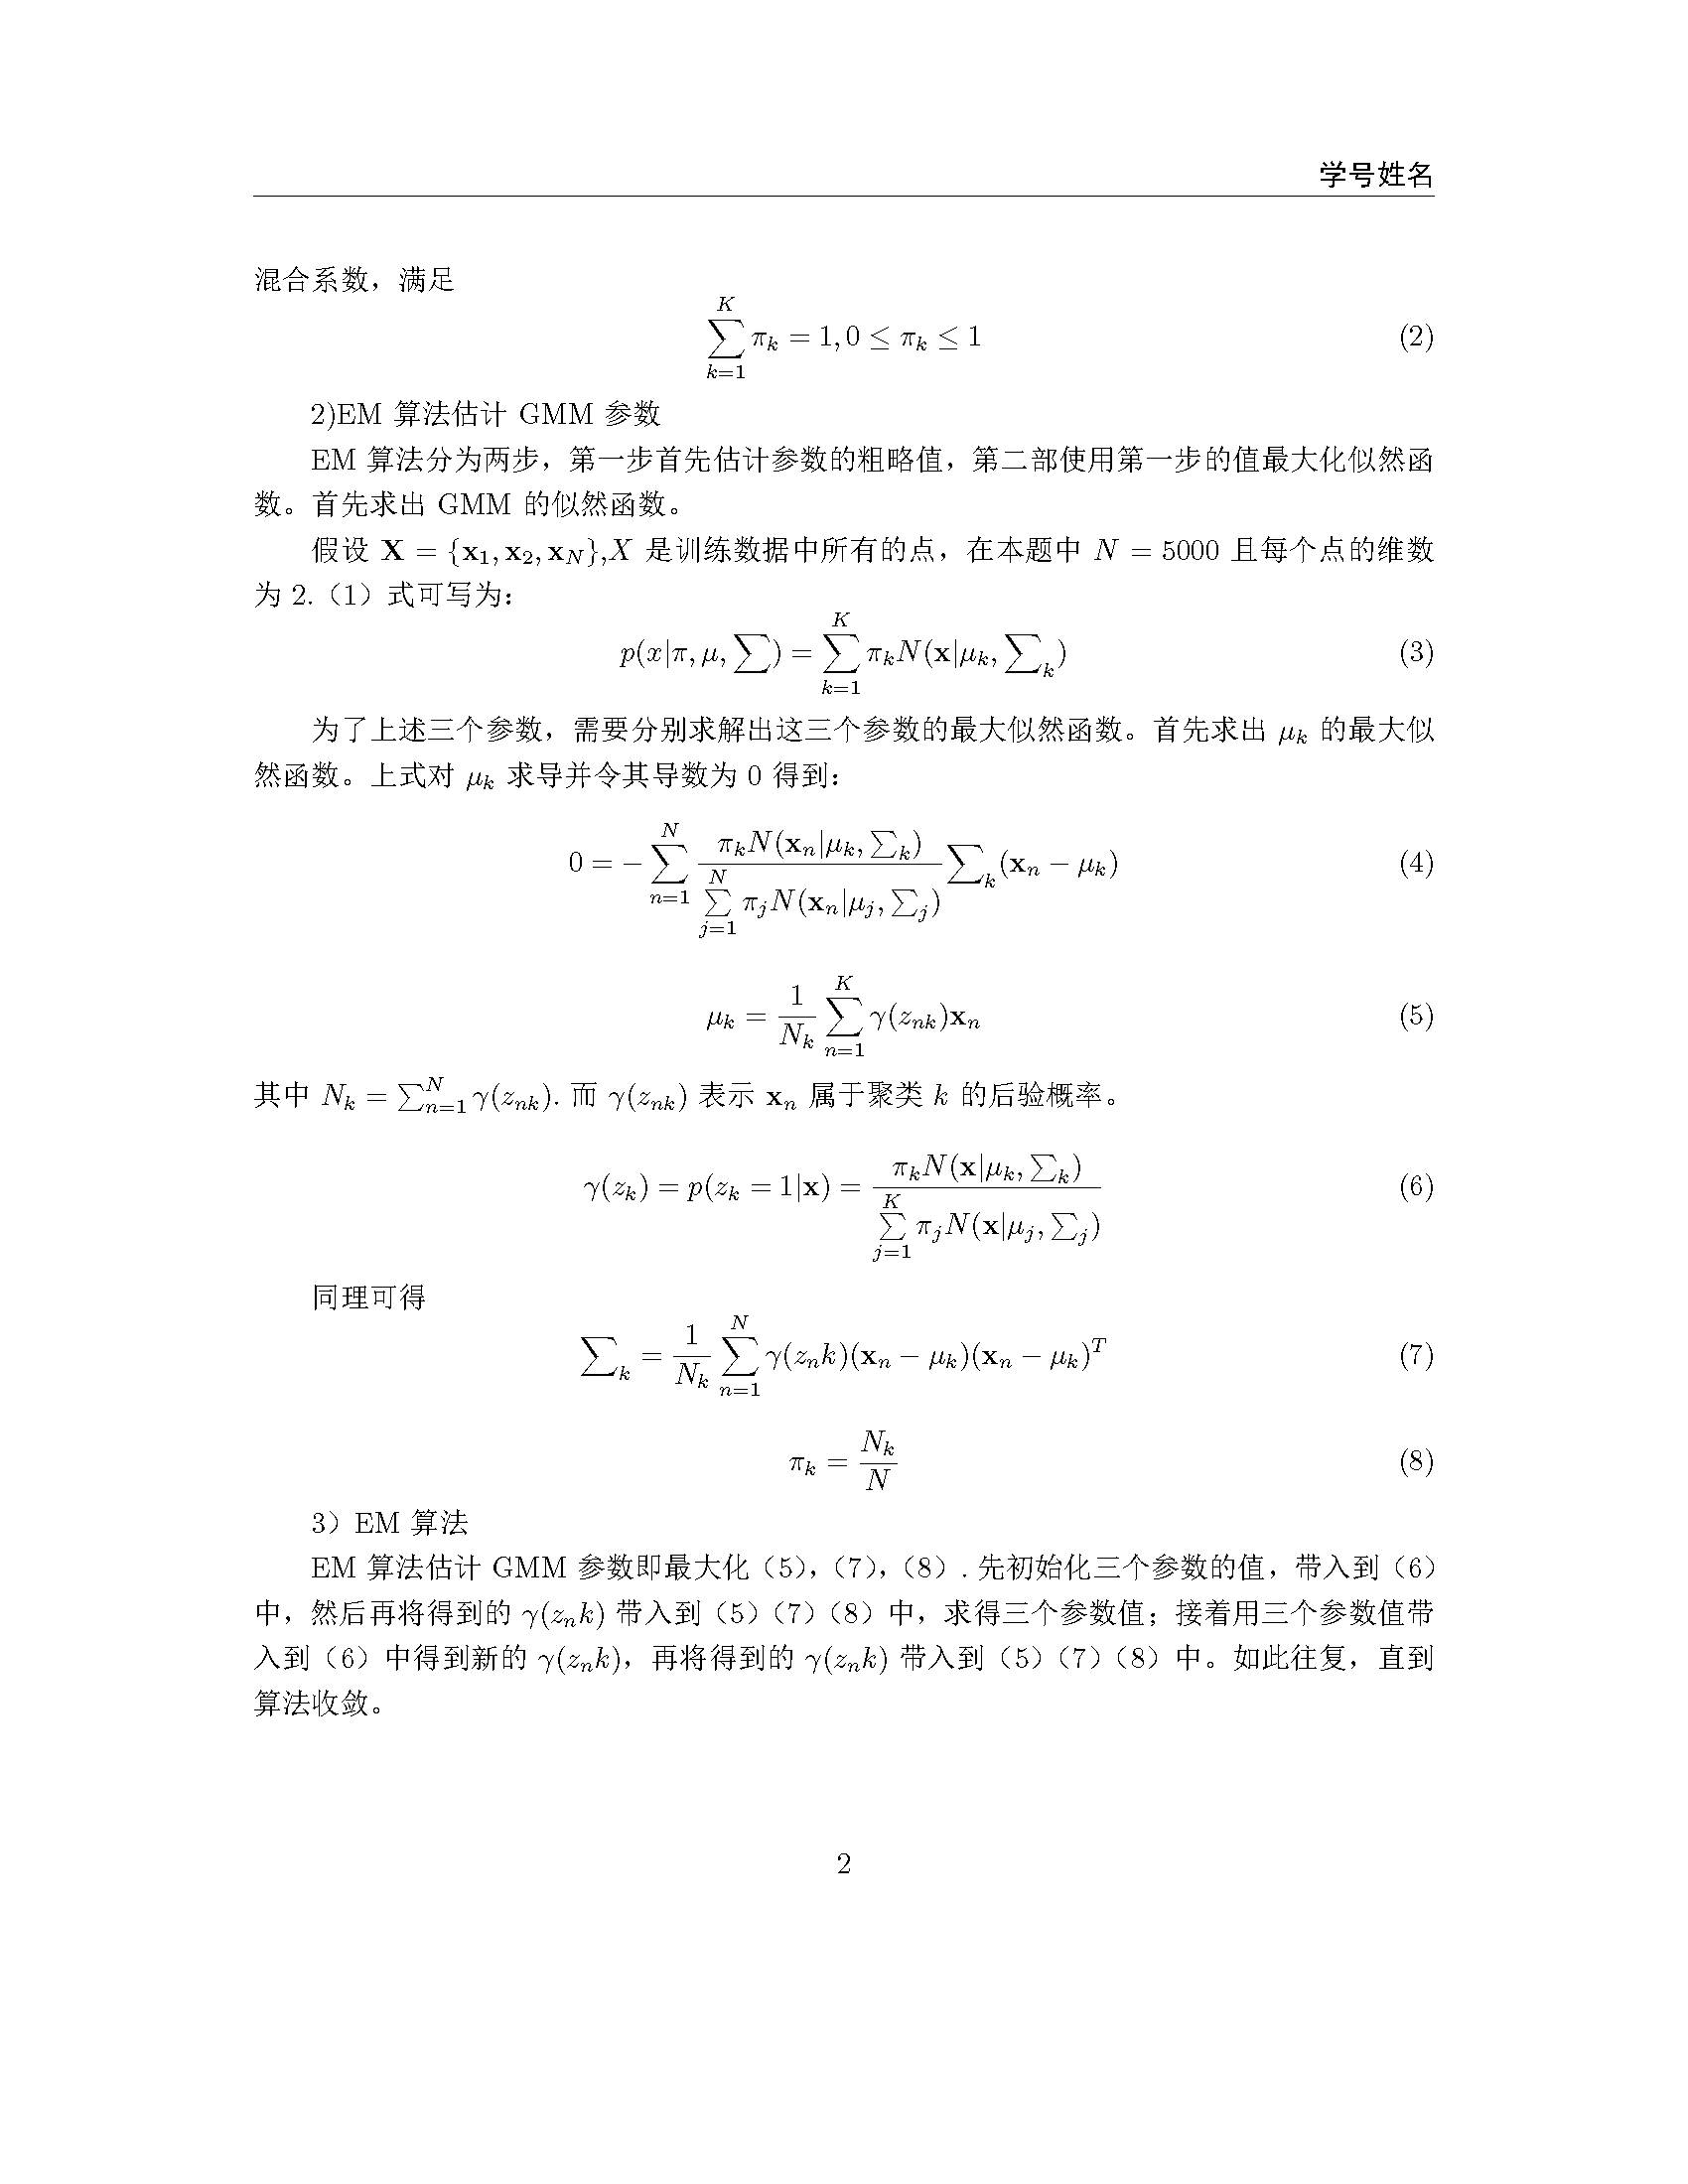 学号姓名
混合系数，满足
\sum_{k=1}^{K} \pi_k = 1, 0 \leq \pi_k \leq 1 (2)
2)EM 算法估计 GMM 参数
EM 算法分为两步，第一步首先估计参数的粗略值，第二部使用第一步的值最大化似然函
数。首先求出 GMM 的似然函数。
假设 \mathbf{X} = \{\mathbf{x}_1, \mathbf{x}_2, \mathbf{x}_N\},X 是训练数据中所有的点，在本题中 N = 5000 且每个点的维数
为 2.（1）式可写为：
p(x|\pi, \mu, \sum) = \sum_{k=1}^{K} \pi_k N(\mathbf{x}|\mu_k, \sum_k) (3)
为了上述三个参数，需要分别求解出这三个参数的最大似然函数。首先求出 \mu_k 的最大似
然函数。上式对 \mu_k 求导并令其导数为 0 得到：
0 = -\sum_{n=1}^{N} \frac{\pi_k N(\mathbf{x}_n|\mu_k, \sum_k)}{\sum_{j=1}^{N} \pi_j N(\mathbf{x}_n|\mu_j, \sum_j)} \sum_k (\mathbf{x}_n - \mu_k) (4)
\mu_k = \frac{1}{N_k} \sum_{n=1}^{K} \gamma(z_{nk})\mathbf{x}_n (5)
其中 N_k = \sum_{n=1}^{N} \gamma(z_{nk}). 而 \gamma(z_{nk}) 表示 \mathbf{x}_n 属于聚类 k 的后验概率。
\gamma(z_k) = p(z_k = 1|\mathbf{x}) = \frac{\pi_k N(\mathbf{x}|\mu_k, \sum_k)}{\sum_{j=1}^{K} \pi_j N(\mathbf{x}|\mu_j, \sum_j)} (6)
同理可得
\sum_k = \frac{1}{N_k} \sum_{n=1}^{N} \gamma(z_n k)(\mathbf{x}_n - \mu_k)(\mathbf{x}_n - \mu_k)^T (7)
\pi_k = \frac{N_k}{N} (8)
3）EM 算法
EM 算法估计 GMM 参数即最大化（5），（7），（8）. 先初始化三个参数的值，带入到（6）
中，然后再将得到的 \gamma(z_n k) 带入到（5）（7）（8）中，求得三个参数值；接着用三个参数值带
入到（6）中得到新的 \gamma(z_n k)，再将得到的 \gamma(z_n k) 带入到（5）（7）（8）中。如此往复，直到
算法收敛。
2